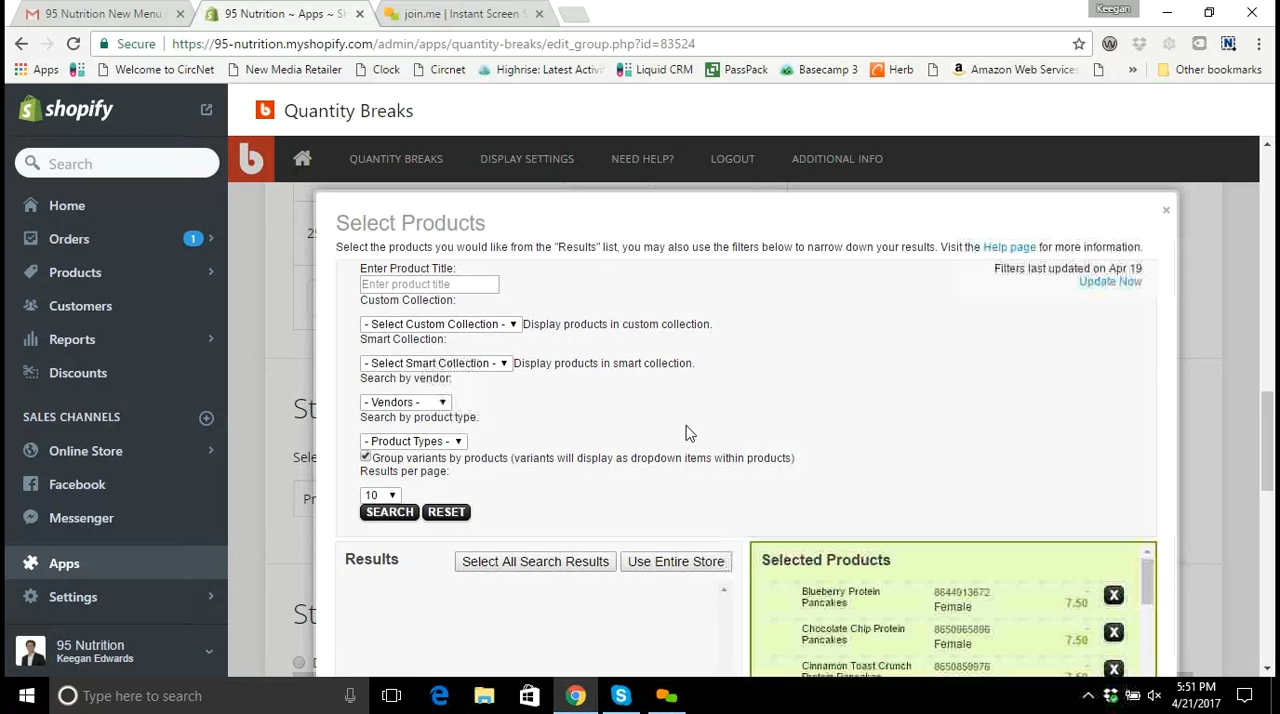 Keegan
95 Nutrition New Menu
95 Nutrition ~ Apps ~ Sh
join.me | Instant Screen S
Secure
https://95-nutrition.myshopify.com/admin/apps/quantity-breaks/edit_group.php?id=83524
Apps
Welcome to CircNet
New Media Retailer
Clock
Circnet
Highrise: Latest Activi
Liquid CRM
PassPack
Basecamp 3
Herb
Amazon Web Services
»
Other bookmarks
shopify
Search
Home
Orders 1
Products
Customers
Reports
Discounts
SALES CHANNELS
Online Store
Facebook
Messenger
Apps
Settings
95 Nutrition
Keegan Edwards
b Quantity Breaks
b
QUANTITY BREAKS
DISPLAY SETTINGS
NEED HELP?
LOGOUT
ADDITIONAL INFO
Select Products
Select the products you would like from the "Results" list, you may also use the filters below to narrow down your results. Visit the Help page for more information.
Enter Product Title:
Filters last updated on Apr 19
Enter product title
Update Now
Custom Collection:
- Select Custom Collection - Display products in custom collection.
Smart Collection:
- Select Smart Collection - Display products in smart collection.
Search by vendor:
- Vendors -
Search by product type.
- Product Types -
Group variants by products (variants will display as dropdown items within products)
Results per page:
10
SEARCH RESET
Results
Select All Search Results
Use Entire Store
Selected Products
Blueberry Protein
Pancakes
8644913672
Female
-
7.50
X
Chocolate Chip Protein
Pancakes
8650965896
Female
-
7.50
X
Cinnamon Toast Crunch
Protein Pancakes
8650859976
-
X
St
Sele
Pr
St
Type here to search
5:51 PM
4/21/2017